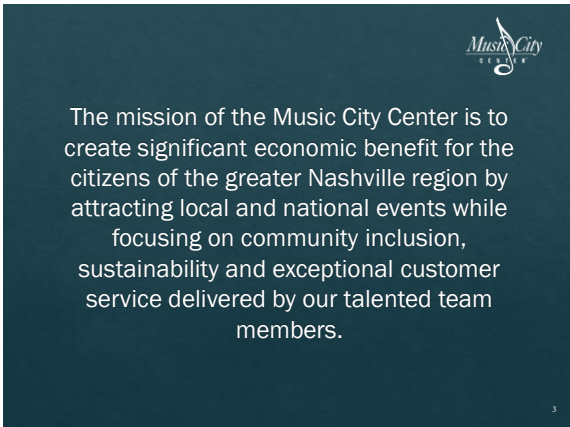 Music City
CENTER
The mission of the Music City Center is to
create significant economic benefit for the
citizens of the greater Nashville region by
attracting local and national events while
focusing on community inclusion,
sustainability and exceptional customer
service delivered by our talented team
members.
3